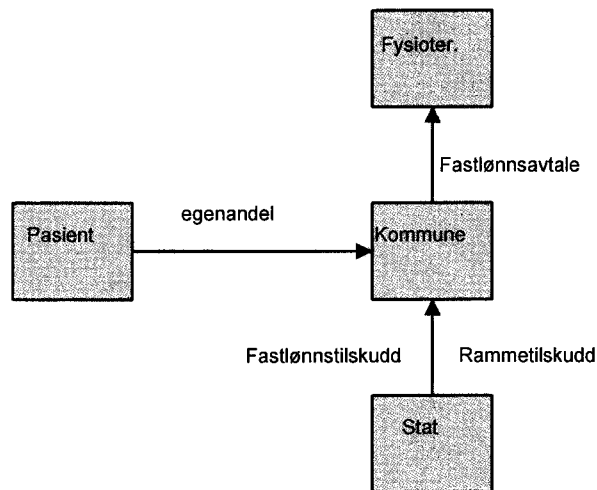 Fysioter.
Fastlønnsavtale
egenandel
Pasient
Kommune
Fastlønnstilskudd
Rammetilskudd
Stat